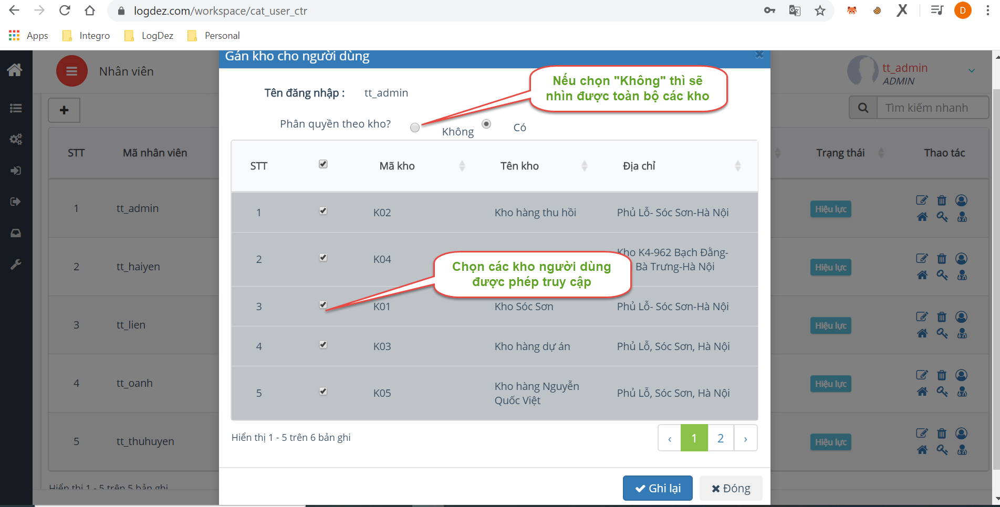 logdez.com/workspace/cat_user_ctr
D
Apps
Integro
LogDez
Personal
Nhân viên
tt_admin
ADMIN
Tìm kiếm nhanh
STT
Mã nhân viên
Trạng thái
Thao tác
1
tt_admin
Hiệu lực
2
tt_haiyen
Hiệu lực
3
tt_lien
Hiệu lực
4
tt_oanh
Hiệu lực
5
tt_thuhuyen
Hiệu lực
Hiển thị 1 - 5 trên 5 bản ghi
Gán kho cho người dùng
Tên đăng nhập :
tt_admin
Nếu chọn "Không" thì sẽ
nhìn được toàn bộ các kho
Phân quyền theo kho?
Không
Có
STT
Mã kho
Tên kho
Địa chỉ
1
K02
Kho hàng thu hồi
Phủ Lỗ- Sóc Sơn-Hà Nội
2
K04
Kho K4-962 Bạch Đằng-
Bà Trưng-Hà Nội
Chọn các kho người dùng
được phép truy cập
3
K01
Kho Sóc Sơn
Phủ Lỗ- Sóc Sơn-Hà Nội
4
K03
Kho hàng dự án
Phủ Lỗ, Sóc Sơn, Hà Nội
5
K05
Kho hàng Nguyễn
Quốc Việt
Phủ Lỗ, Sóc Sơn, Hà Nội
Hiển thị 1 - 5 trên 6 bản ghi
‹
1
2
›
Ghi lại
Đóng